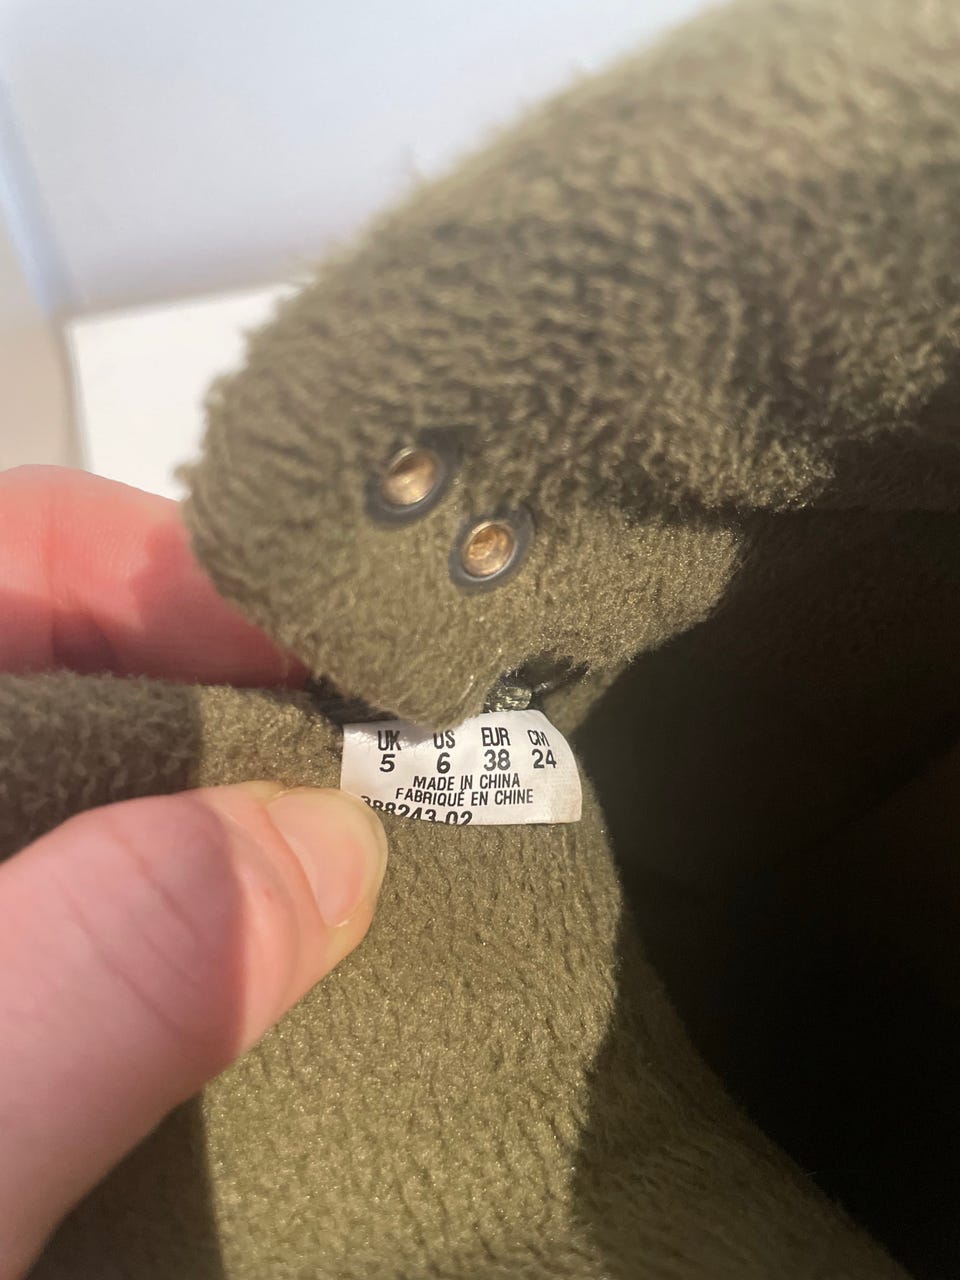 UK US EUR CM
5 6 38 24
MADE IN CHINA
FABRIQUÉ EN CHINE
388243 02